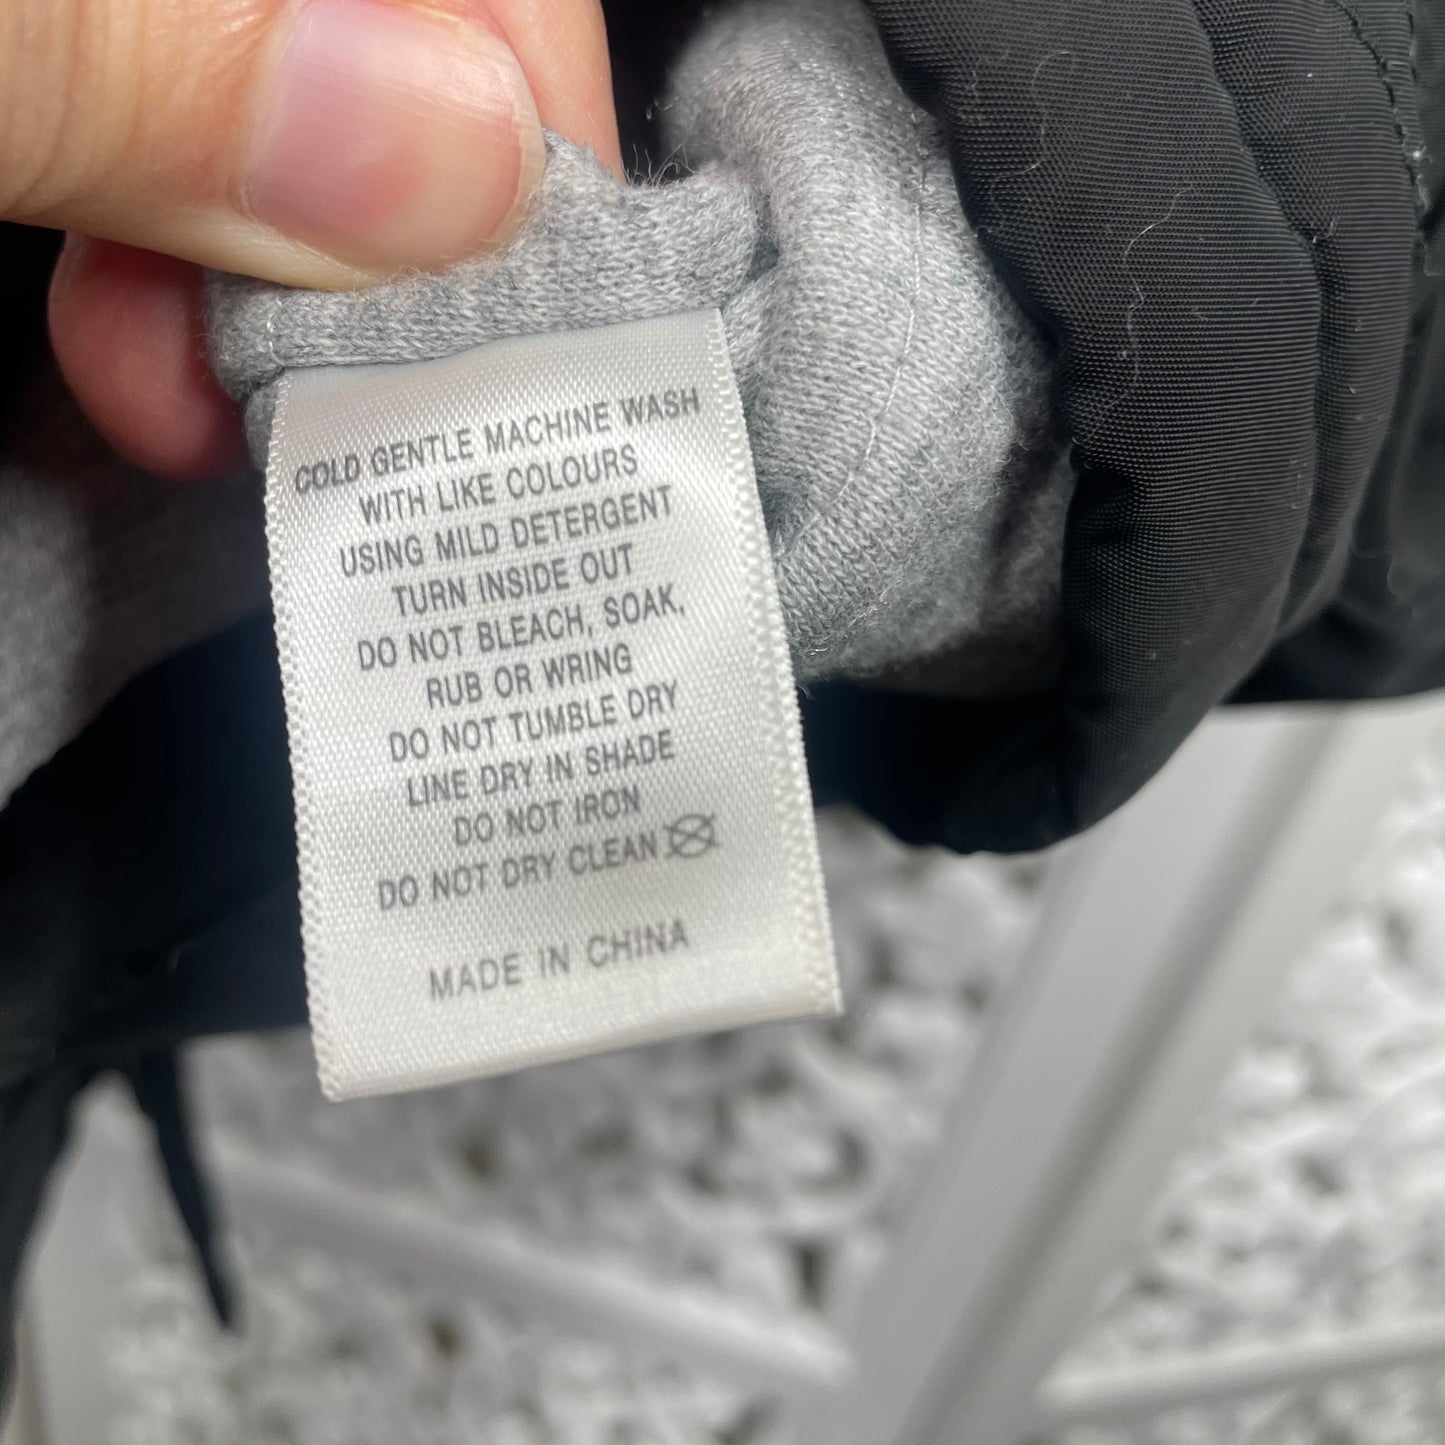 COLD GENTLE MACHINE WASH
WITH LIKE COLOURS
USING MILD DETERGENT
TURN INSIDE OUT
DO NOT BLEACH, SOAK,
RUB OR WRING
DO NOT TUMBLE DRY
LINE DRY IN SHADE
DO NOT IRON
DO NOT DRY CLEAN
MADE IN CHINA